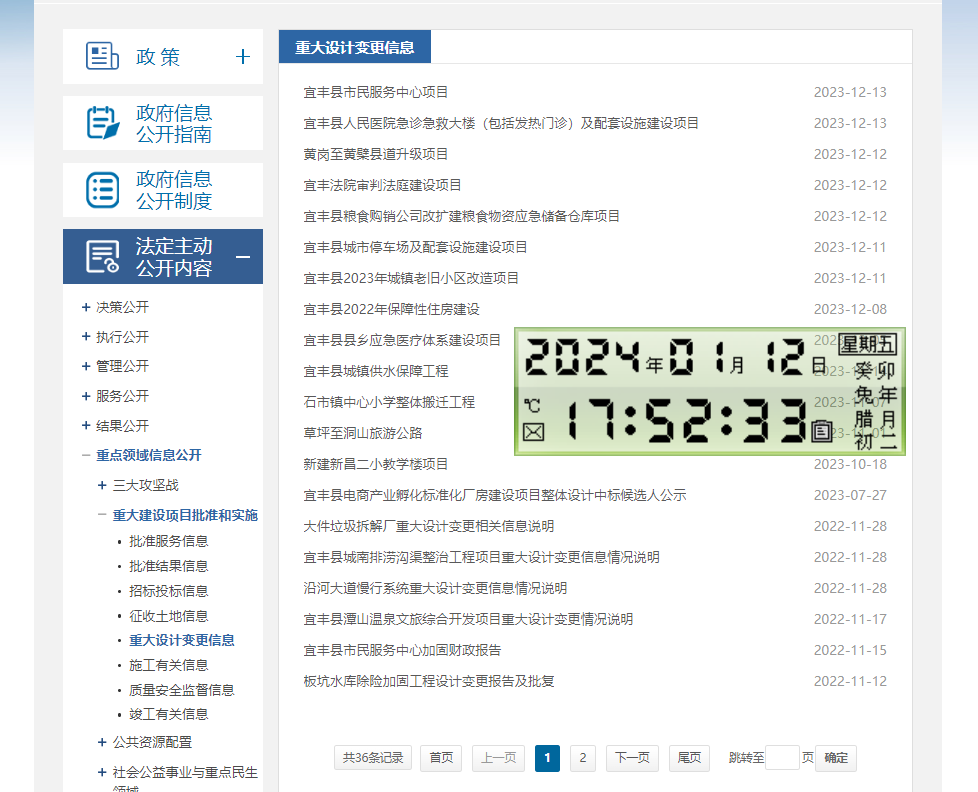 政 策
政府信息
公开指南
政府信息
公开制度
法定主动
公开内容
决策公开
执行公开
管理公开
服务公开
结果公开
重点领域信息公开
三大攻坚战
重大建设项目批准和实施
批准服务信息
批准结果信息
招标投标信息
征收土地信息
重大设计变更信息
施工有关信息
质量安全监督信息
竣工有关信息
公共资源配置
社会公益事业与重点民生
领域
重大设计变更信息
宜丰县市民服务中心项目 2023-12-13
宜丰县人民医院急诊急救大楼（包括发热门诊）及配套设施建设项目 2023-12-13
黄岗至黄檗县道升级项目 2023-12-12
宜丰法院审判法庭建设项目 2023-12-12
宜丰县粮食购销公司改扩建粮食物资应急储备仓库项目 2023-12-12
宜丰县城市停车场及配套设施建设项目 2023-12-11
宜丰县2023年城镇老旧小区改造项目 2023-12-11
宜丰县2022年保障性住房建设 2023-12-08
宜丰县县乡应急医疗体系建设项目
宜丰县城镇供水保障工程
石市镇中心小学整体搬迁工程
草坪至洞山旅游公路
新建新昌二小教学楼项目 2023-10-18
宜丰县电商产业孵化标准化厂房建设项目整体设计中标候选人公示 2023-07-27
大件垃圾拆解厂重大设计变更相关信息说明 2022-11-28
宜丰县城南排涝沟渠整治工程项目重大设计变更信息情况说明 2022-11-28
沿河大道慢行系统重大设计变更信息情况说明 2022-11-28
宜丰县潭山温泉文旅综合开发项目重大设计变更情况说明 2022-11-17
宜丰县市民服务中心加固财政报告 2022-11-15
板坑水库除险加固工程设计变更报告及批复 2022-11-12
2024年01月12日 星期五
℃ 17:52:33
癸卯
兔年
腊月
初二
共36条记录 首页 上一页 1 2 下一页 尾页 跳转至 页 确定